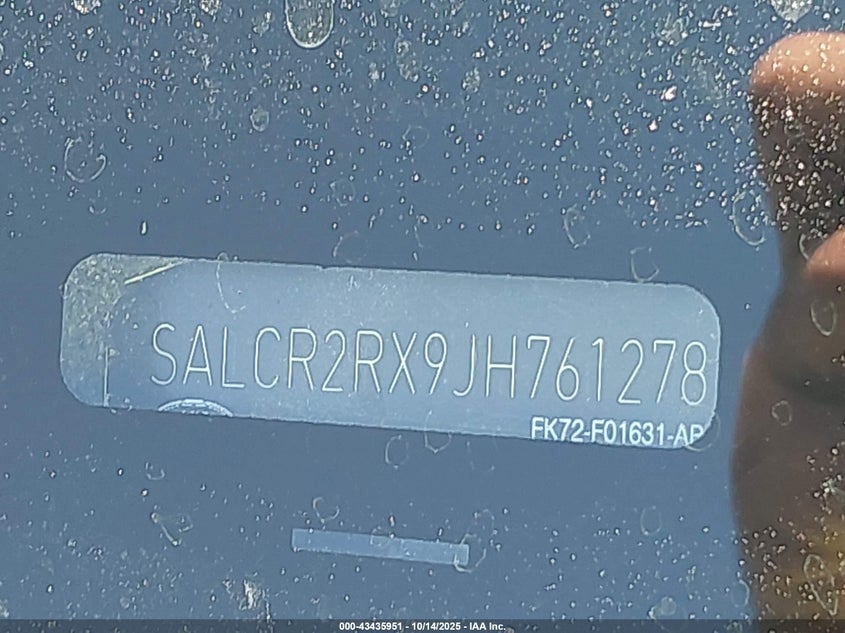 SALCR2RX9JH761278
FK72-F01631-AP
000-43435951 - 10/14/2025 - IAA Inc.